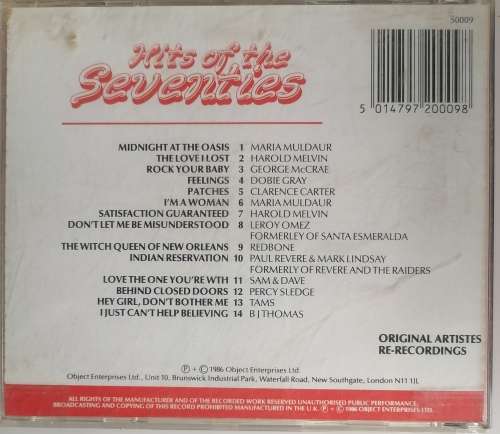 50009
Hits of the
Seventies
5 014797 200098
MIDNIGHT AT THE OASIS 1 MARIA MULDAUR
THE LOVE I LOST 2 HAROLD MELVIN
ROCK YOUR BABY 3 GEORGE McCRAE
FEELINGS 4 DOBIE GRAY
PATCHES 5 CLARENCE CARTER
I'M A WOMAN 6 MARIA MULDAUR
SATISFACTION GUARANTEED 7 HAROLD MELVIN
DON'T LET ME BE MISUNDERSTOOD 8 LEROY OMEZ
FORMERLEY OF SANTA ESMERALDA
THE WITCH QUEEN OF NEW ORLEANS 9 REDBONE
INDIAN RESERVATION 10 PAUL REVERE & MARK LINDSAY
FORMERLY OF REVERE AND THE RAIDERS
LOVE THE ONE YOU'RE WTH 11 SAM & DAVE
BEHIND CLOSED DOORS 12 PERCY SLEDGE
HEY GIRL, DON'T BOTHER ME 13 TAMS
I JUST CAN'T HELP BELIEVING 14 B J THOMAS
ORIGINAL ARTISTES
RE-RECORDINGS
℗ + © 1986 Object Enterprises Ltd.
Object Enterprises Ltd., Unit 10, Brunswick Industrial Park, Waterfall Road, New Southgate, London N11 1JL
ALL RIGHTS OF THE MANUFACTURER AND OF THE RECORDED WORK RESERVED UNAUTHORISED PUBLIC PERFORMANCE,
BROADCASTING AND COPYING OF THIS RECORD PROHIBITED MANUFACTURED IN THE U.K. ℗ + © 1986 OBJECT ENTERPRISES LTD.